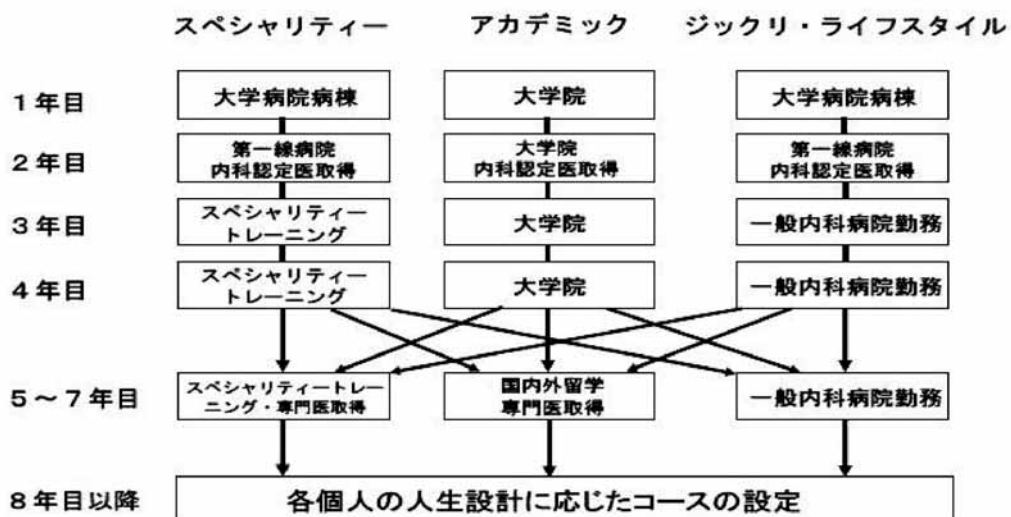 スペシャリティー アカデミック ジックリ・ライフスタイル
1年目 大学病院病棟 大学院 大学病院病棟
2年目
第一線病院
内科認定医取得
大学院
内科認定医取得
第一線病院
内科認定医取得
3年目
スペシャリティー
トレーニング
大学院
一般内科病院勤務
4年目
スペシャリティー
トレーニング
大学院
一般内科病院勤務
5～7年目
スペシャリティートレー
ニング・専門医取得
国内外留学
専門医取得
一般内科病院勤務
8年目以降 各個人の人生設計に応じたコースの設定